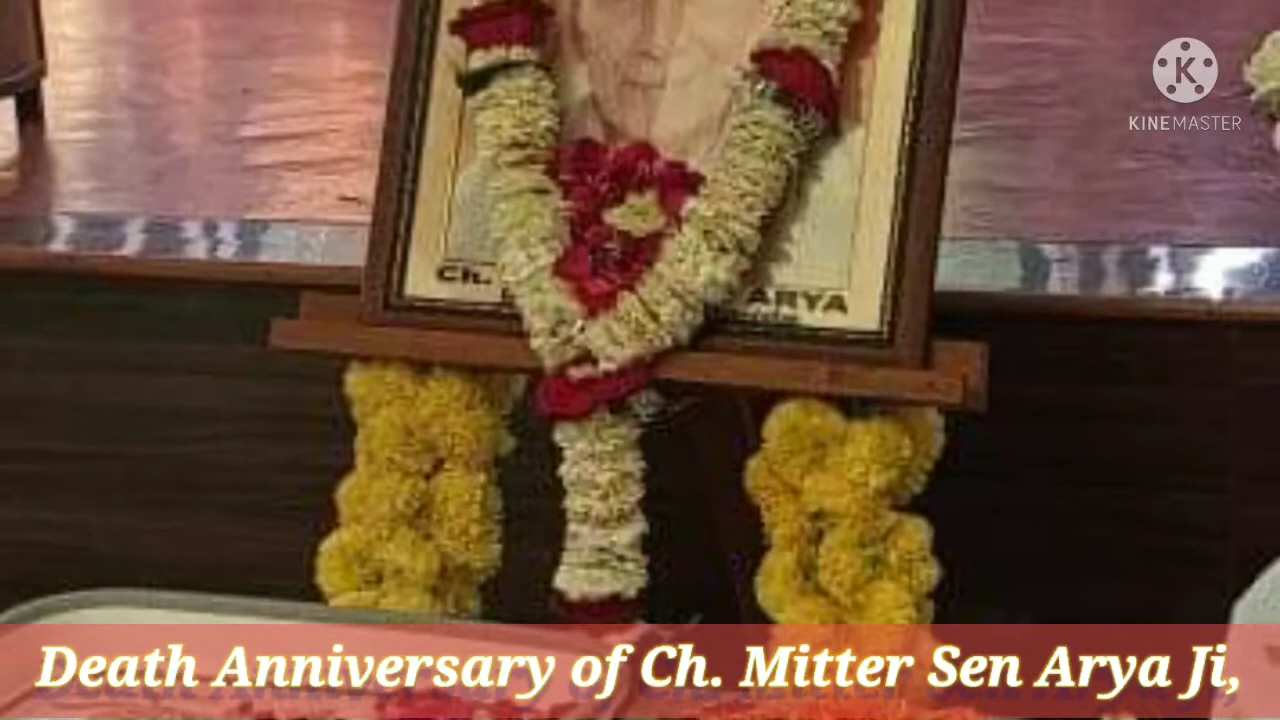 K
KINEMASTER
CH. ARYA
Death Anniversary of Ch. Mitter Sen Arya Ji,